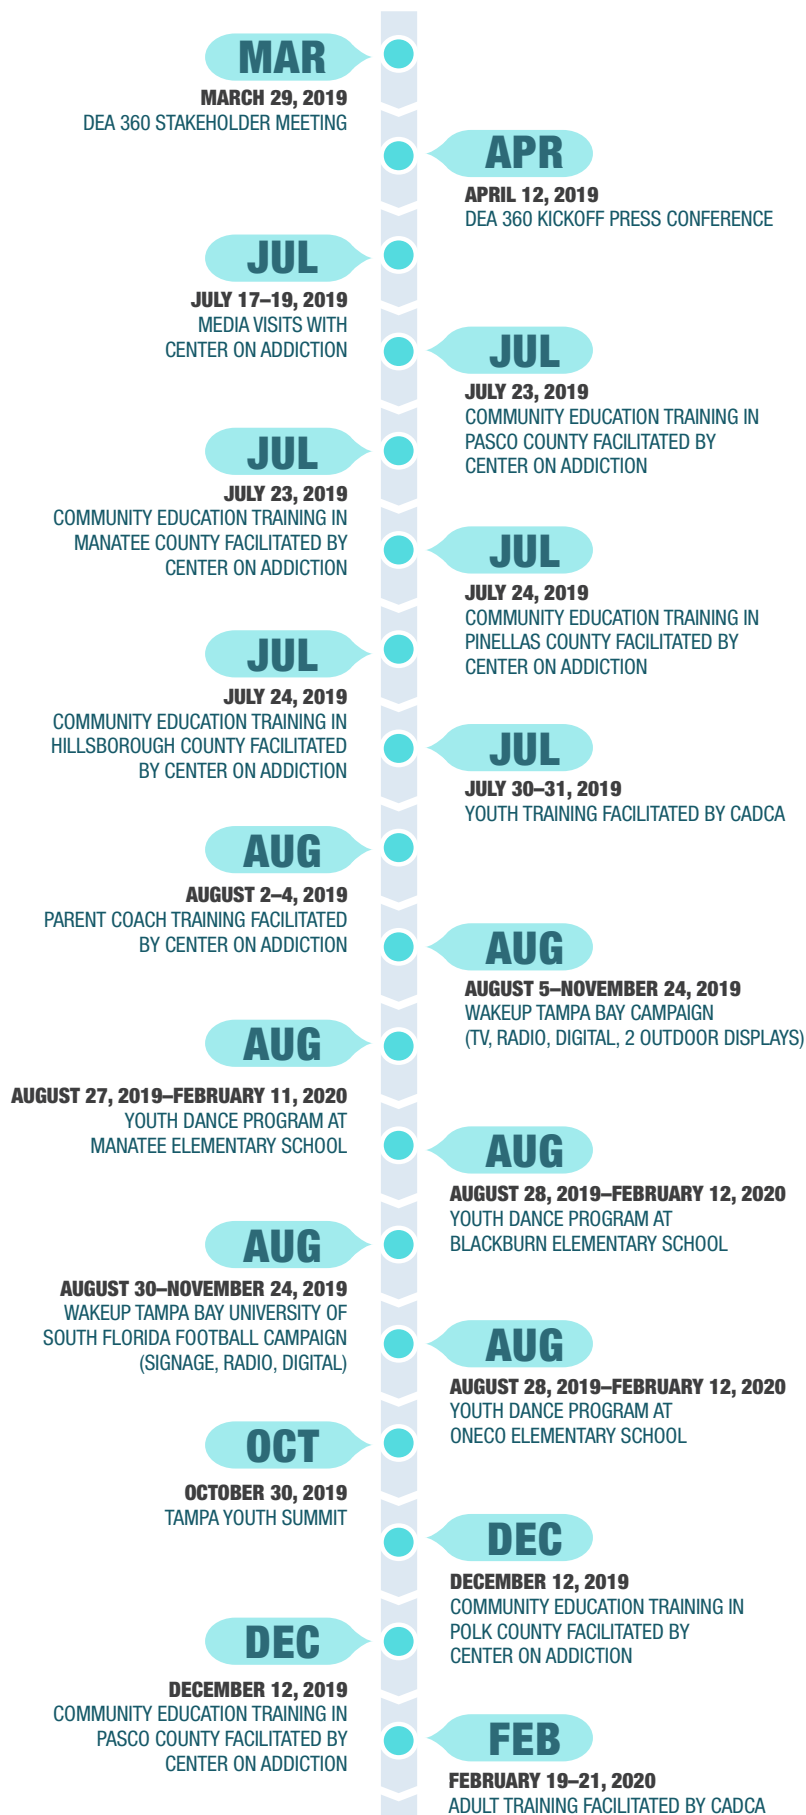 MAR
MARCH 29, 2019
DEA 360 STAKEHOLDER MEETING
APR
APRIL 12, 2019
DEA 360 KICKOFF PRESS CONFERENCE
JUL
JULY 17–19, 2019
MEDIA VISITS WITH
CENTER ON ADDICTION
JUL
JULY 23, 2019
COMMUNITY EDUCATION TRAINING IN
PASCO COUNTY FACILITATED BY
CENTER ON ADDICTION
JUL
JULY 23, 2019
COMMUNITY EDUCATION TRAINING IN
MANATEE COUNTY FACILITATED BY
CENTER ON ADDICTION
JUL
JULY 24, 2019
COMMUNITY EDUCATION TRAINING IN
PINELLAS COUNTY FACILITATED BY
CENTER ON ADDICTION
JUL
JULY 24, 2019
COMMUNITY EDUCATION TRAINING IN
HILLSBOROUGH COUNTY FACILITATED
BY CENTER ON ADDICTION
JUL
JULY 30–31, 2019
YOUTH TRAINING FACILITATED BY CADCA
AUG
AUGUST 2–4, 2019
PARENT COACH TRAINING FACILITATED
BY CENTER ON ADDICTION
AUG
AUGUST 5–NOVEMBER 24, 2019
WAKEUP TAMPA BAY CAMPAIGN
(TV, RADIO, DIGITAL, 2 OUTDOOR DISPLAYS)
AUG
AUGUST 27, 2019–FEBRUARY 11, 2020
YOUTH DANCE PROGRAM AT
MANATEE ELEMENTARY SCHOOL
AUG
AUGUST 28, 2019–FEBRUARY 12, 2020
YOUTH DANCE PROGRAM AT
BLACKBURN ELEMENTARY SCHOOL
AUG
AUGUST 30–NOVEMBER 24, 2019
WAKEUP TAMPA BAY UNIVERSITY OF
SOUTH FLORIDA FOOTBALL CAMPAIGN
(SIGNAGE, RADIO, DIGITAL)
AUG
AUGUST 28, 2019–FEBRUARY 12, 2020
YOUTH DANCE PROGRAM AT
ONECO ELEMENTARY SCHOOL
OCT
OCTOBER 30, 2019
TAMPA YOUTH SUMMIT
DEC
DECEMBER 12, 2019
COMMUNITY EDUCATION TRAINING IN
POLK COUNTY FACILITATED BY
CENTER ON ADDICTION
DEC
DECEMBER 12, 2019
COMMUNITY EDUCATION TRAINING IN
PASCO COUNTY FACILITATED BY
CENTER ON ADDICTION
FEB
FEBRUARY 19–21, 2020
ADULT TRAINING FACILITATED BY CADCA